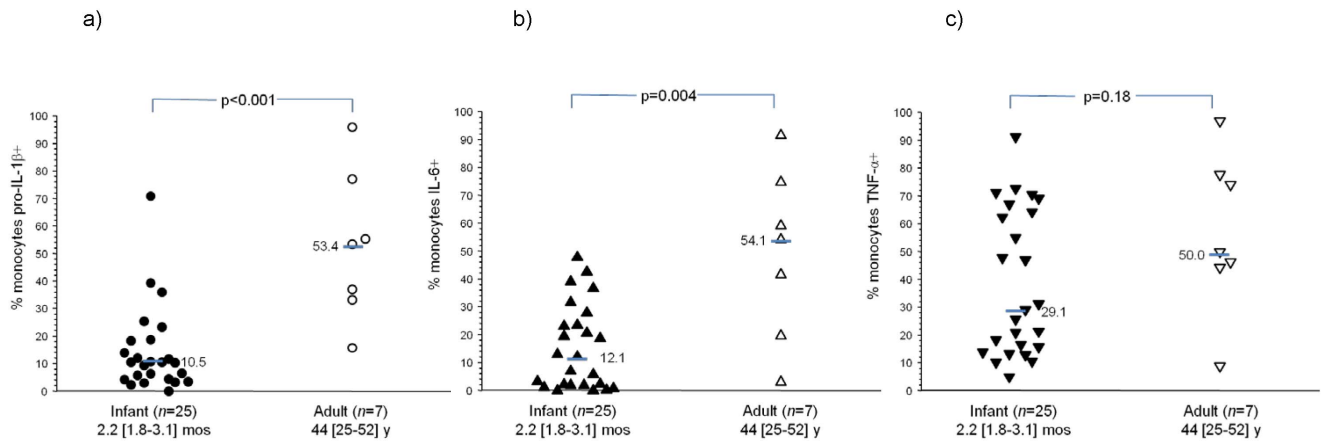 a)
p<0.001
% monocytes pro-IL-1β+
100
90
80
70
60
50
40
30
20
10
0
53.4
10.5
Infant (n=25)
2.2 [1.8-3.1] mos
Adult (n=7)
44 [25-52] y
b)
p=0.004
% monocytes IL-6+
100
90
80
70
60
50
40
30
20
10
0
54.1
12.1
Infant (n=25)
2.2 [1.8-3.1] mos
Adult (n=7)
44 [25-52] y
c)
p=0.18
% monocytes TNF-α+
100
90
80
70
60
50
40
30
20
10
0
50.0
29.1
Infant (n=25)
2.2 [1.8-3.1] mos
Adult (n=7)
44 [25-52] y